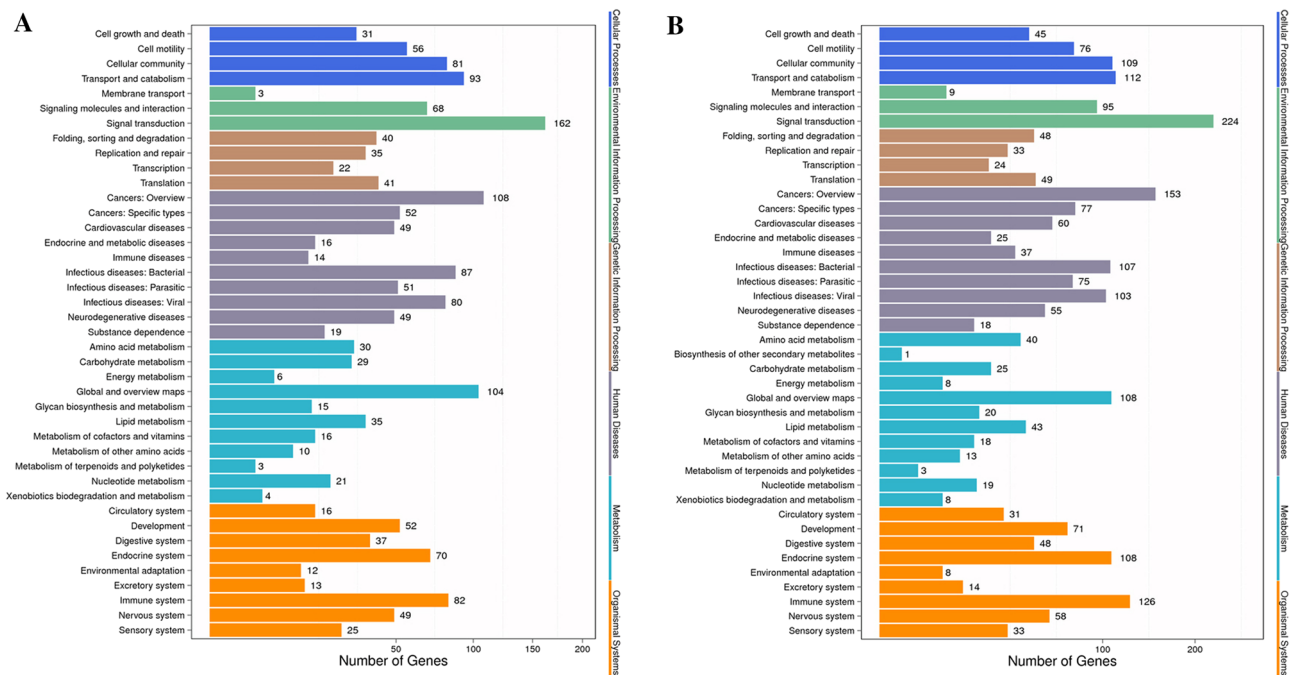 A
Cell growth and death 31
Cell motility 56
Cellular community 81
Transport and catabolism 93
Membrane transport 3
Signaling molecules and interaction 68
Signal transduction 162
Folding, sorting and degradation 40
Replication and repair 35
Transcription 22
Translation 41
Cancers: Overview 108
Cancers: Specific types 52
Cardiovascular diseases 49
Endocrine and metabolic diseases 16
Immune diseases 14
Infectious diseases: Bacterial 87
Infectious diseases: Parasitic 51
Infectious diseases: Viral 80
Neurodegenerative diseases 49
Substance dependence 19
Amino acid metabolism 30
Carbohydrate metabolism 29
Energy metabolism 6
Global and overview maps 104
Glycan biosynthesis and metabolism 15
Lipid metabolism 35
Metabolism of cofactors and vitamins 16
Metabolism of other amino acids 10
Metabolism of terpenoids and polyketides 3
Nucleotide metabolism 21
Xenobiotics biodegradation and metabolism 4
Circulatory system 16
Development 52
Digestive system 37
Endocrine system 70
Environmental adaptation 12
Excretory system 13
Immune system 82
Nervous system 49
Sensory system 25
50 100 150 200
Number of Genes
Cellular Processes
Environmental Information Processing
Genetic Information Processing
Human Diseases
Metabolism
Organismal Systems
B
Cell growth and death 45
Cell motility 76
Cellular community 109
Transport and catabolism 112
Membrane transport 9
Signaling molecules and interaction 95
Signal transduction 224
Folding, sorting and degradation 48
Replication and repair 33
Transcription 24
Translation 49
Cancers: Overview 153
Cancers: Specific types 77
Cardiovascular diseases 60
Endocrine and metabolic diseases 25
Immune diseases 37
Infectious diseases: Bacterial 107
Infectious diseases: Parasitic 75
Infectious diseases: Viral 103
Neurodegenerative diseases 55
Substance dependence 18
Amino acid metabolism 40
Biosynthesis of other secondary metabolites 1
Carbohydrate metabolism 25
Energy metabolism 8
Global and overview maps 108
Glycan biosynthesis and metabolism 20
Lipid metabolism 43
Metabolism of cofactors and vitamins 18
Metabolism of other amino acids 13
Metabolism of terpenoids and polyketides 3
Nucleotide metabolism 19
Xenobiotics biodegradation and metabolism 8
Circulatory system 31
Development 71
Digestive system 48
Endocrine system 108
Environmental adaptation 8
Excretory system 14
Immune system 126
Nervous system 58
Sensory system 33
100 200
Number of Genes
Cellular Processes
Environmental Information Processing
Genetic Information Processing
Human Diseases
Metabolism
Organismal Systems